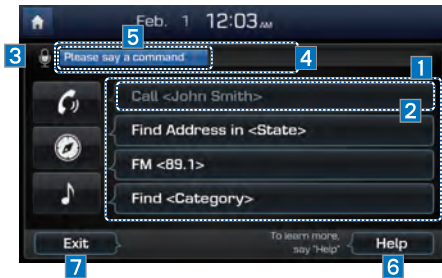 Feb. 1 12:03 AM
5
3 Please say a command 4
1
Call <John Smith>
2
Find Address in <State>
FM <89.1>
Find <Category>
Exit To learn more, say "Help" Help
7 6